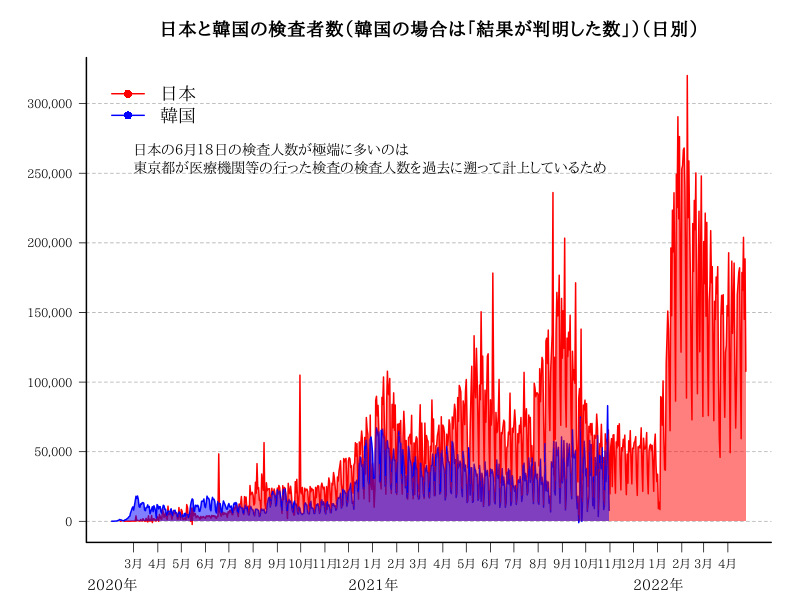 日本と韓国の検査者数(韓国の場合は「結果が判明した数」)(日別)
日本
韓国
日本の6月18日の検査人数が極端に多いのは
東京都が医療機関等の行った検査の検査人数を過去に遡って計上しているため
300,000
250,000
200,000
150,000
100,000
50,000
0
3月 4月 5月 6月 7月 8月 9月 10月 11月 12月 1月 2月 3月 4月 5月 6月 7月 8月 9月 10月 11月 12月 1月 2月 3月 4月
2020年 2021年 2022年